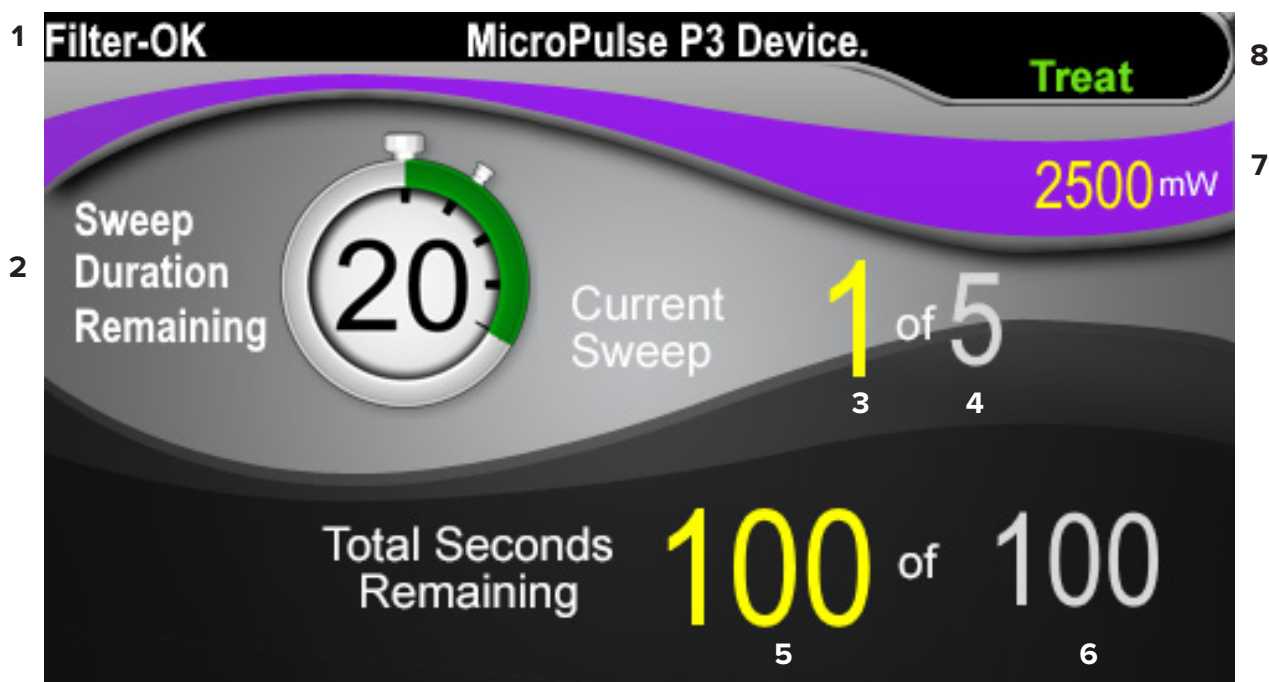 1 Filter-OK MicroPulse P3 Device. 8
Treat
2500 mW 7
2 Sweep
Duration
Remaining
20
Current
Sweep
1 of 5
3 4
Total Seconds
Remaining
100 of 100
5 6